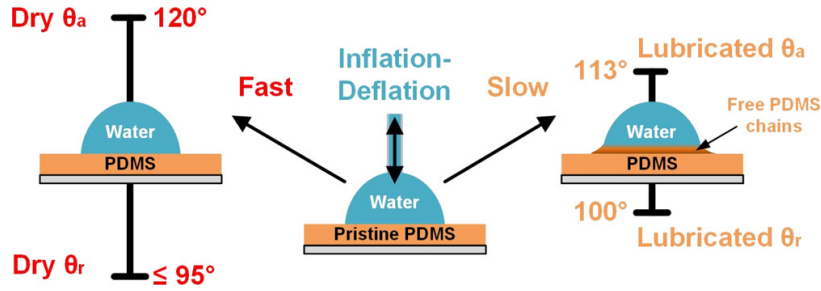 Dry θa
120°
Water
PDMS
Dry θr
≤ 95°
Fast
Inflation-
Deflation
Slow
Water
Pristine PDMS
Lubricated θa
113°
Water
Free PDMS
chains
PDMS
100°
Lubricated θr